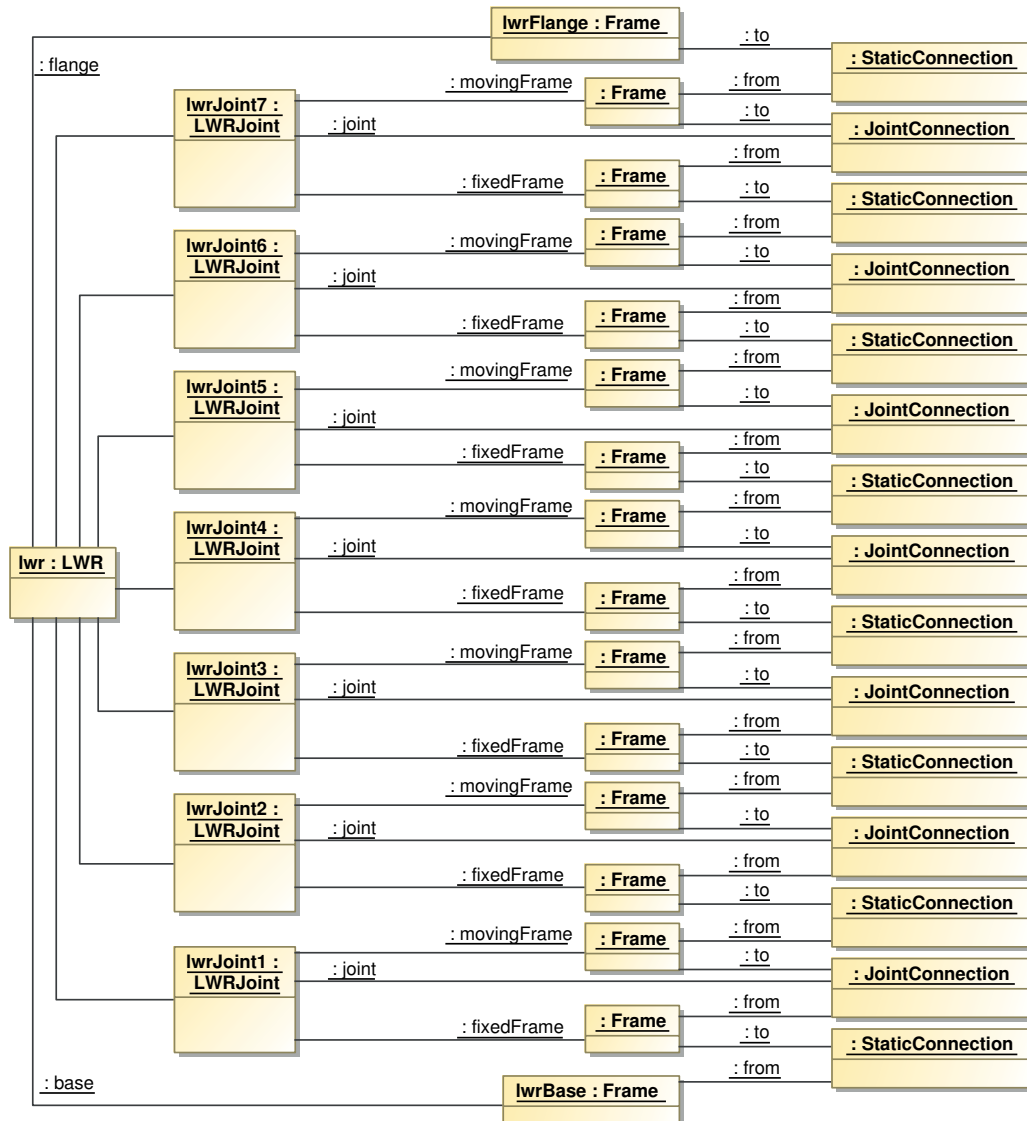 lwrFlange : Frame
: to
: flange
: StaticConnection
: movingFrame
: from
lwrJoint7 :
LWRJoint
: Frame
: to
: joint
: JointConnection
: from
: fixedFrame
: Frame
: to
: StaticConnection
: movingFrame
: from
lwrJoint6 :
LWRJoint
: Frame
: to
: joint
: JointConnection
: from
: fixedFrame
: Frame
: to
: StaticConnection
: movingFrame
: from
lwrJoint5 :
LWRJoint
: Frame
: to
: joint
: JointConnection
: from
: fixedFrame
: Frame
: to
: StaticConnection
: movingFrame
: from
lwrJoint4 :
LWRJoint
: Frame
: to
: joint
: JointConnection
lwr : LWR
: from
: fixedFrame
: Frame
: to
: StaticConnection
: movingFrame
: from
lwrJoint3 :
LWRJoint
: Frame
: to
: joint
: JointConnection
: from
: fixedFrame
: Frame
: to
: StaticConnection
: movingFrame
: from
lwrJoint2 :
LWRJoint
: Frame
: to
: joint
: JointConnection
: from
: fixedFrame
: Frame
: to
: StaticConnection
: movingFrame
: from
lwrJoint1 :
LWRJoint
: Frame
: to
: joint
: JointConnection
: from
: fixedFrame
: Frame
: to
: StaticConnection
: from
: base
lwrBase : Frame